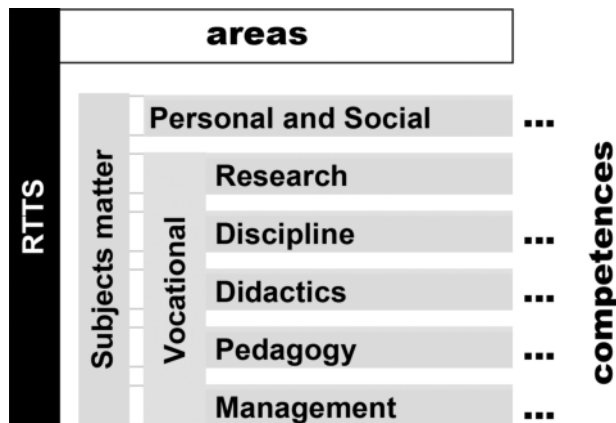 areas
RTTS
Subjects matter
Personal and Social ...
Vocational
Research
Discipline ...
Didactics ...
Pedagogy ...
Management ...
competences